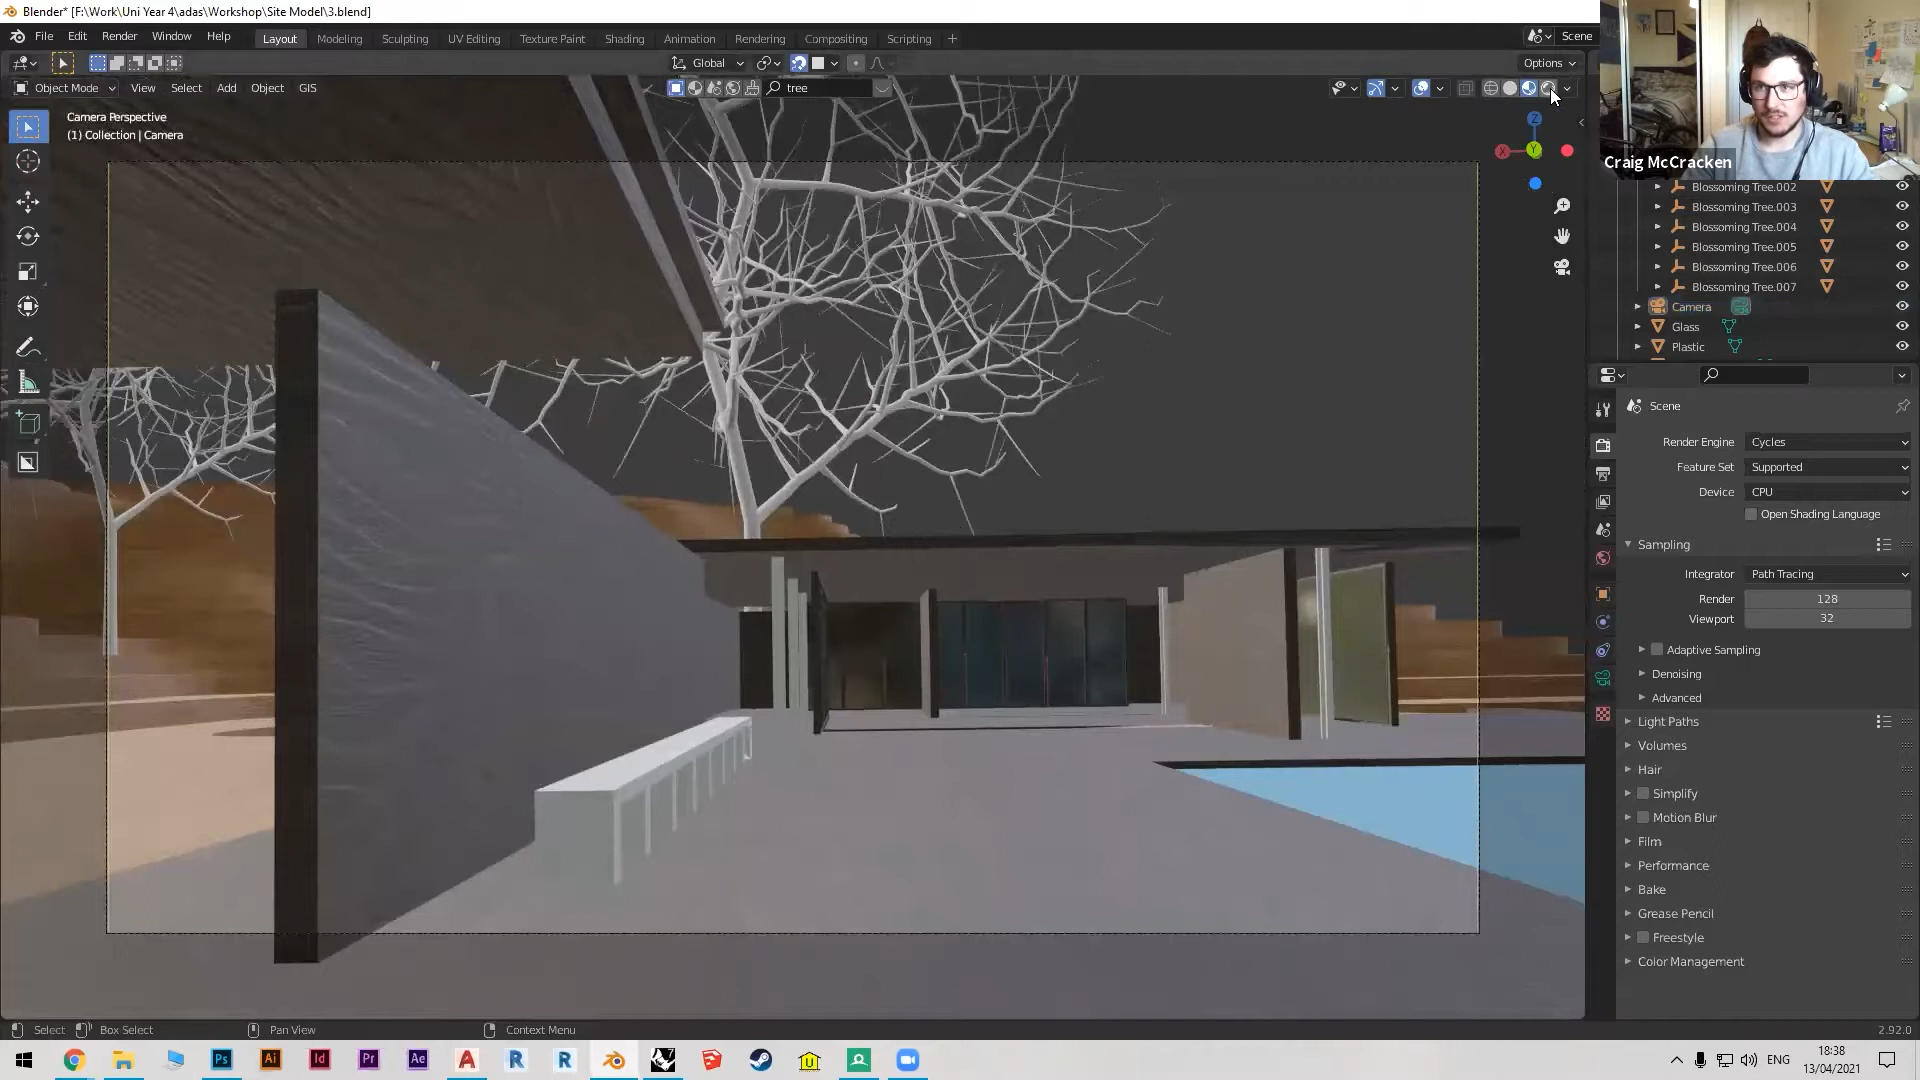 Blender* [F:\Work\Uni Year 4\adas\Workshop\Site Model\3.blend]
File Edit Render Window Help Layout Modeling Sculpting UV Editing Texture Paint Shading Animation Rendering Compositing Scripting + Scene
Global Options
Object Mode View Select Add Object GIS tree
Camera Perspective
(1) Collection | Camera
Z
X
Y
Craig McCracken
Blossoming Tree.002
Blossoming Tree.003
Blossoming Tree.004
Blossoming Tree.005
Blossoming Tree.006
Blossoming Tree.007
Camera
Glass
Plastic
Scene
Render Engine Cycles
Feature Set Supported
Device CPU
Open Shading Language
Sampling
Integrator Path Tracing
Render 128
Viewport 32
Adaptive Sampling
Denoising
Advanced
Light Paths
Volumes
Hair
Simplify
Motion Blur
Film
Performance
Bake
Grease Pencil
Freestyle
Color Management
Select Box Select Pan View Context Menu 2.92.0
Ps Ai Id Pr Ae A R R U ENG
18:38
13/04/2021